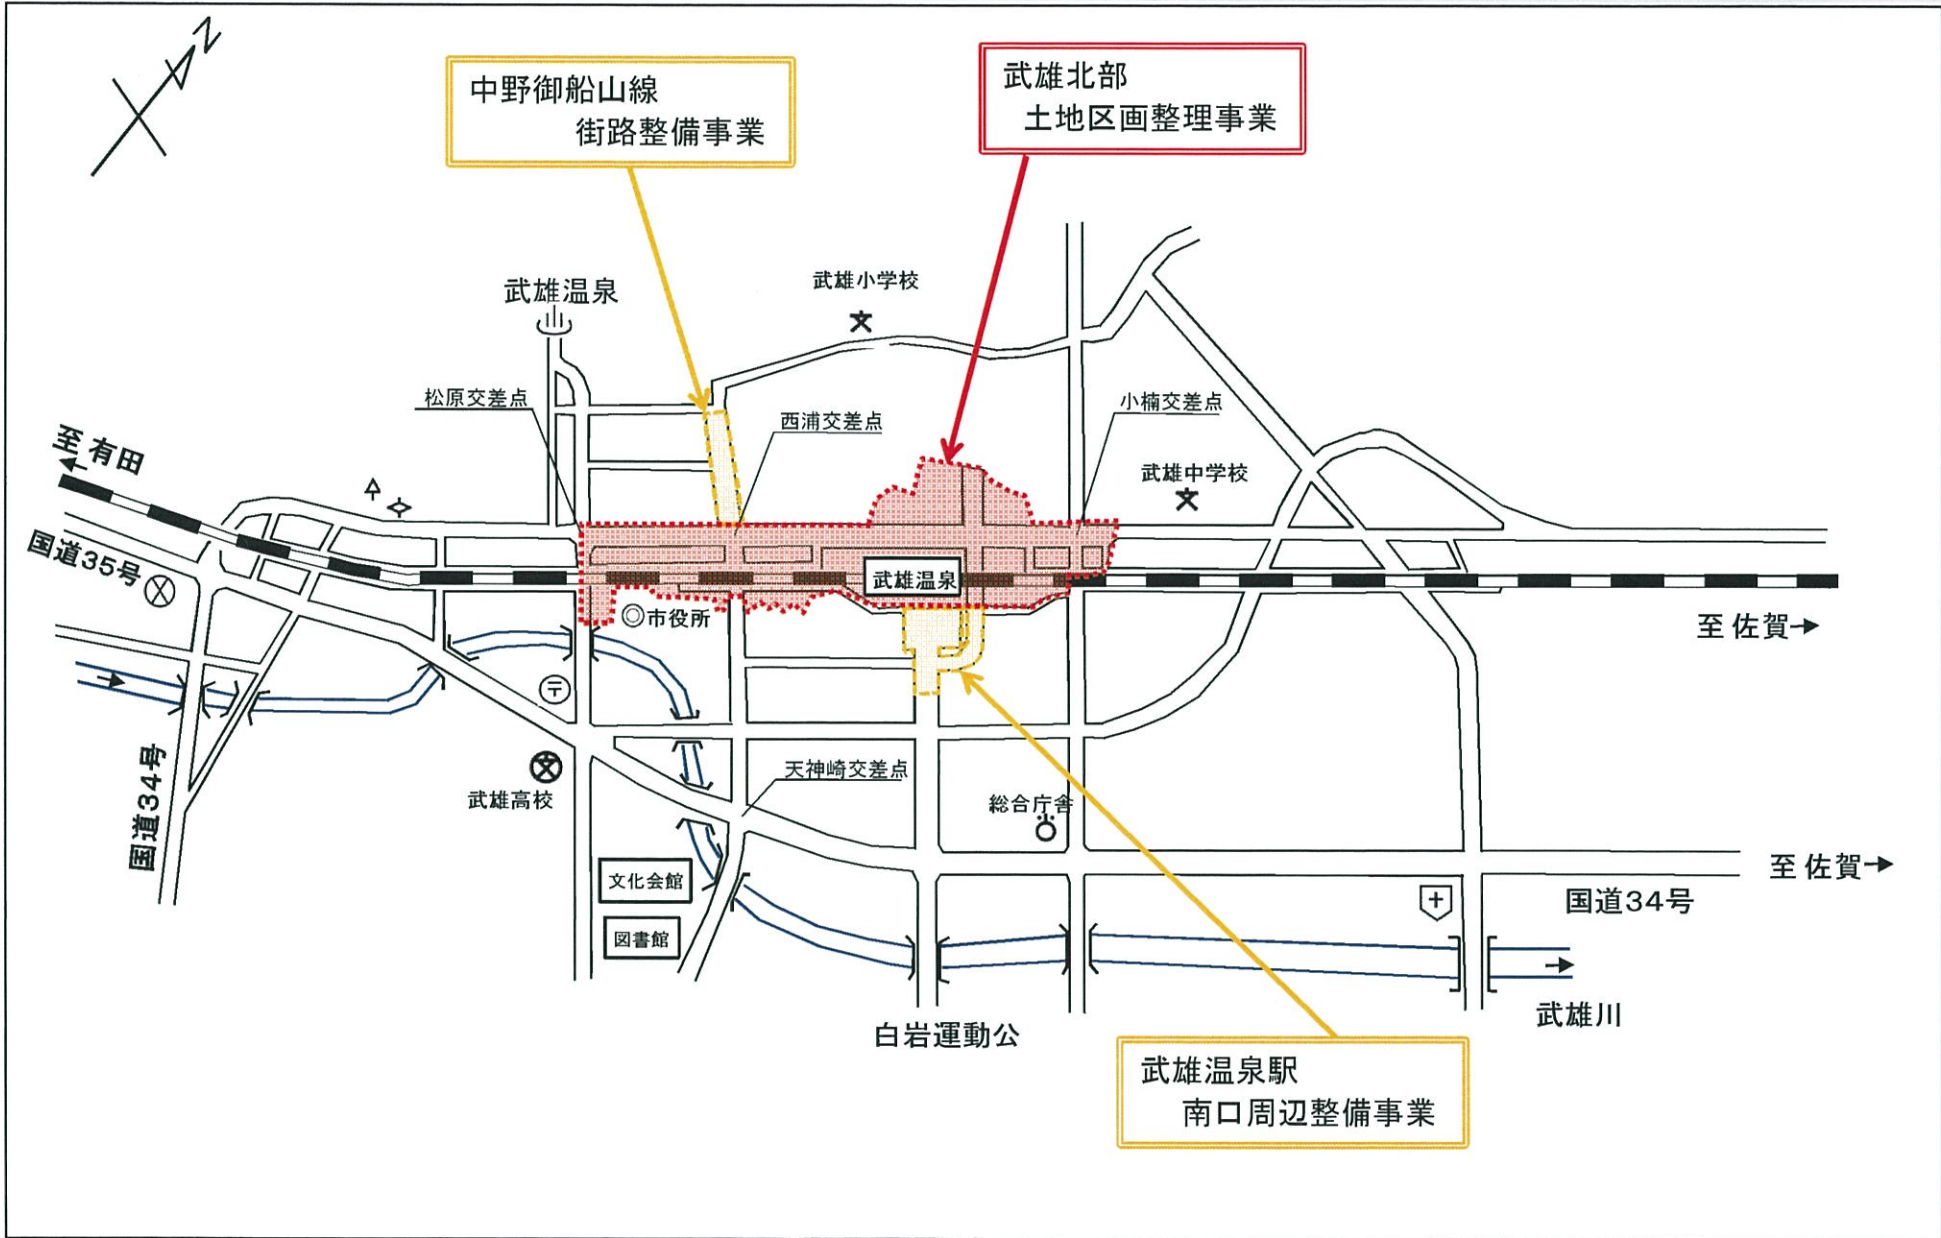 N
中野御船山線
街路整備事業
武雄北部
土地区画整理事業
武雄温泉
武雄小学校
松原交差点
西浦交差点
小楠交差点
至 有田
武雄中学校
国道35号
武雄温泉
市役所
至 佐賀→
〒
国道34号
武雄高校
天神崎交差点
総合庁舎
文化会館
至 佐賀→
国道34号
図書館
武雄川
白岩運動公
武雄温泉駅
南口周辺整備事業